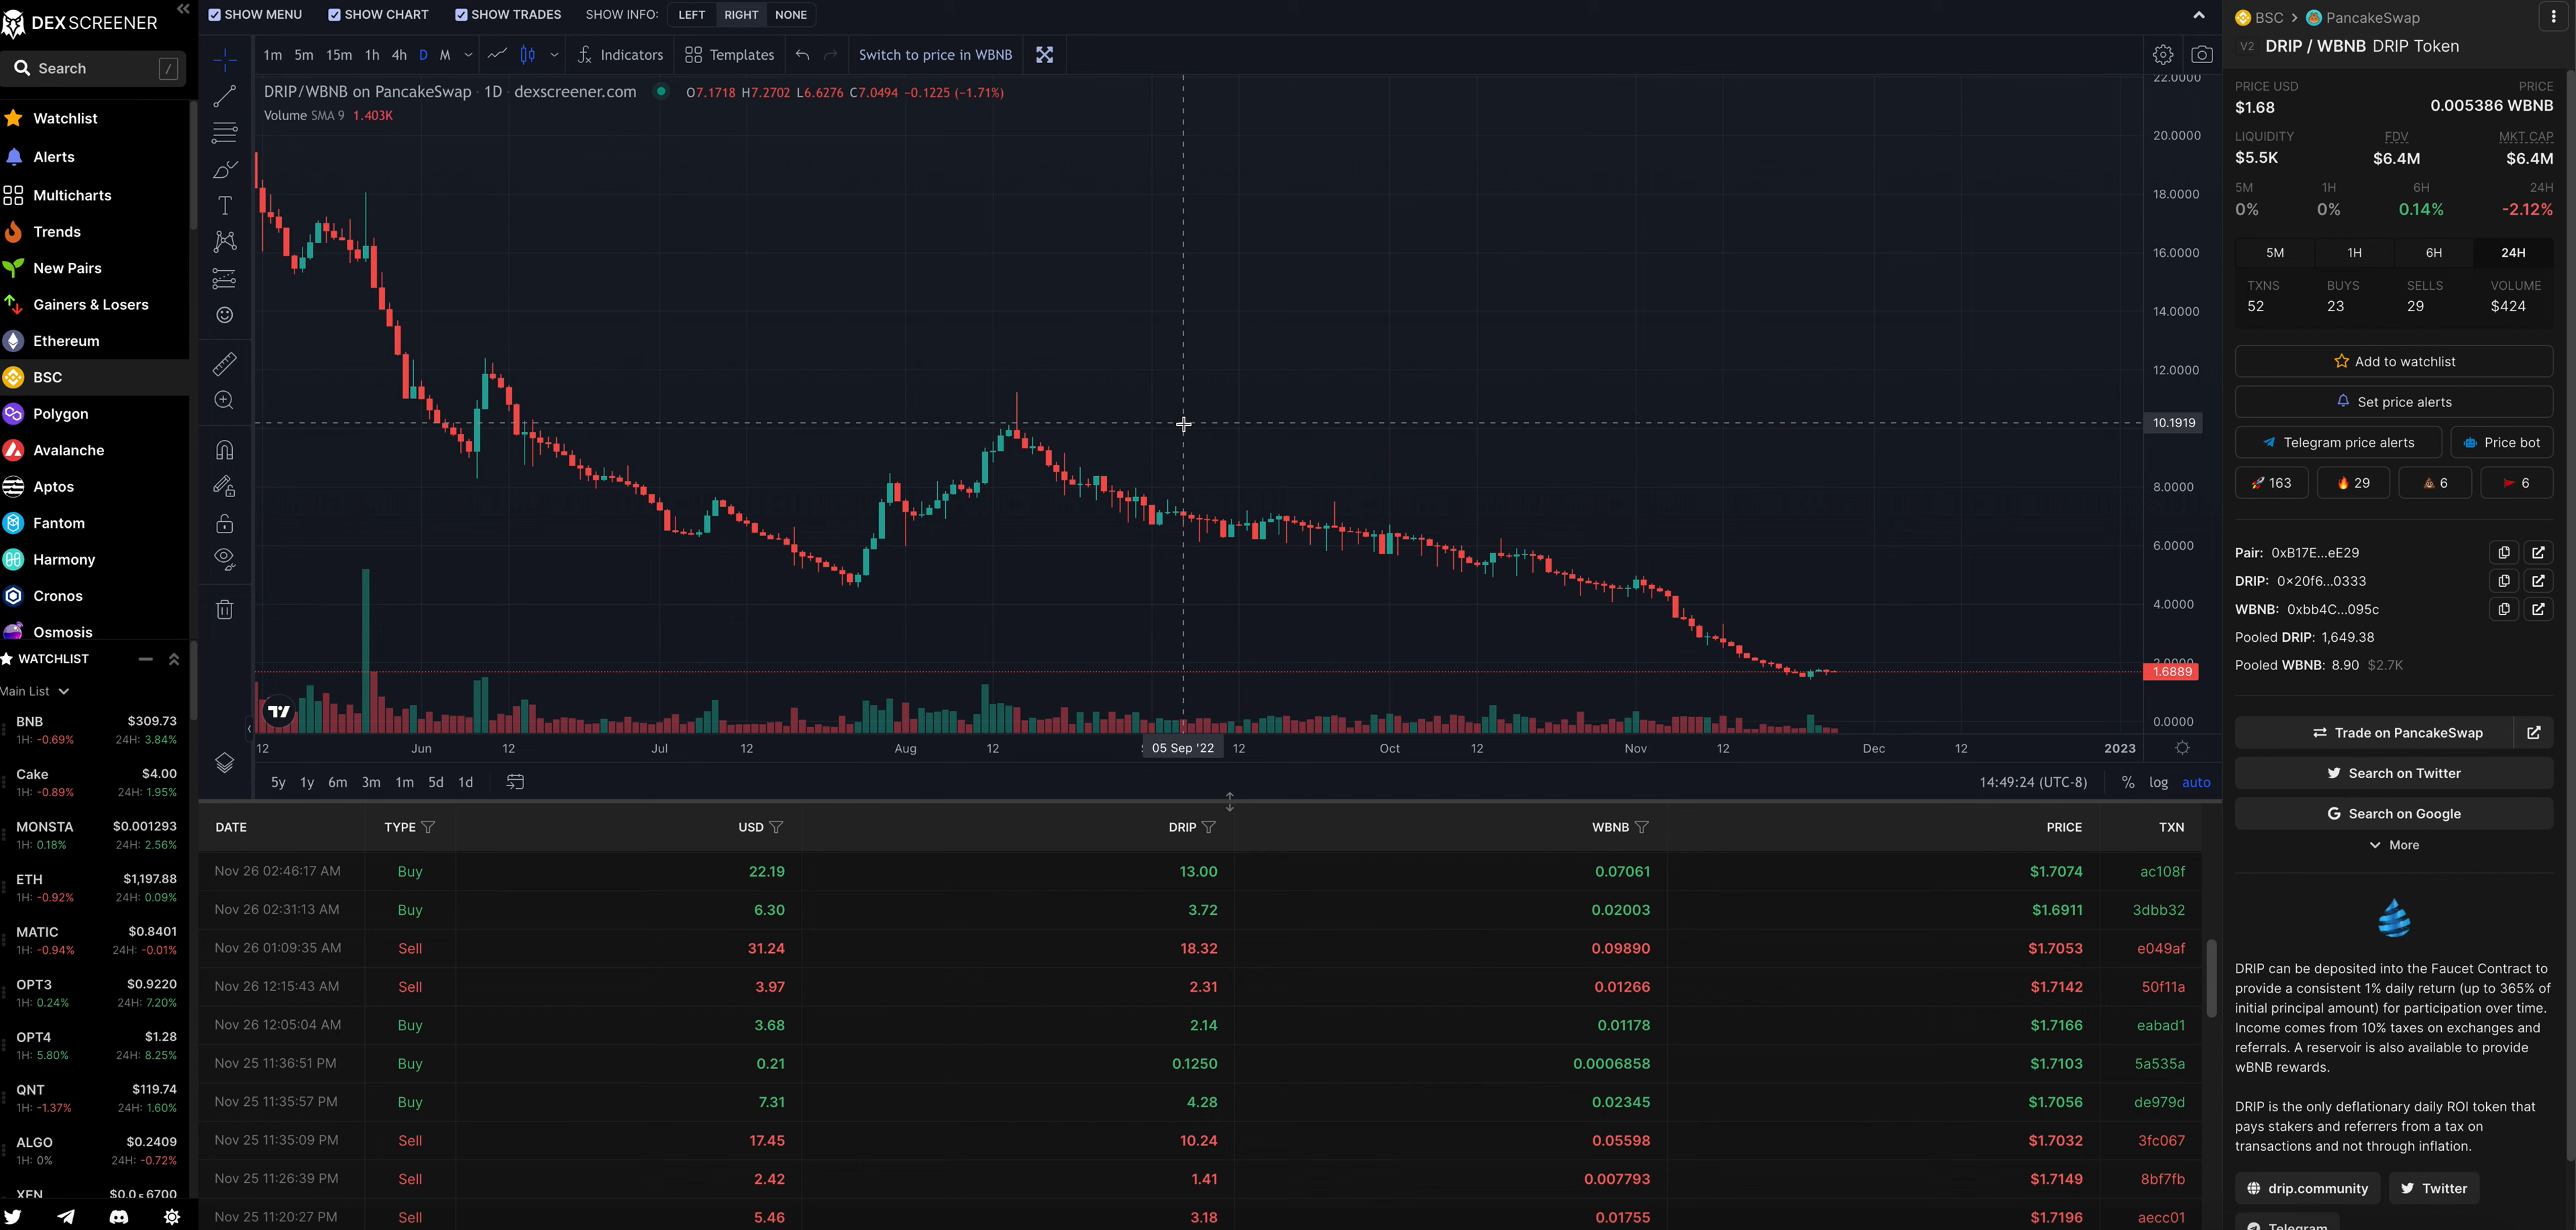 DEX SCREENER
Search /
Watchlist
Alerts
Multicharts
Trends
New Pairs
Gainers & Losers
Ethereum
BSC
Polygon
Avalanche
Aptos
Fantom
Harmony
Cronos
Osmosis
WATCHLIST
Main List
BNB $309.73
1H: -0.69% 24H: 3.84%
Cake $4.00
1H: -0.89% 24H: 1.95%
MONSTA $0.001293
1H: 0.18% 24H: 2.56%
ETH $1,197.88
1H: -0.92% 24H: 0.09%
MATIC $0.8401
1H: -0.94% 24H: -0.01%
OPT3 $0.9220
1H: 0.24% 24H: 7.20%
OPT4 $1.28
1H: 5.80% 24H: 8.25%
QNT $119.74
1H: -1.37% 24H: 1.60%
ALGO $0.2409
1H: 0% 24H: -0.72%
XEN $0.0₅6700
SHOW MENU SHOW CHART SHOW TRADES SHOW INFO: LEFT RIGHT NONE
1m 5m 15m 1h 4h D M Indicators Templates Switch to price in WBNB
DRIP/WBNB on PancakeSwap · 1D · dexscreener.com O7.1718 H7.2702 L6.6276 C7.0494 −0.1225 (−1.71%)
Volume SMA 9 1.403K
22.0000
20.0000
18.0000
16.0000
14.0000
12.0000
10.1919
8.0000
6.0000
4.0000
2.0000
1.6889
0.0000
12 Jun 12 Jul 12 Aug 12 05 Sep '22 12 Oct 12 Nov 12 Dec 12 2023
5y 1y 6m 3m 1m 5d 1d 14:49:24 (UTC-8) % log auto
DATE TYPE USD DRIP WBNB PRICE TXN
Nov 26 02:46:17 AM Buy 22.19 13.00 0.07061 $1.7074 ac108f
Nov 26 02:31:13 AM Buy 6.30 3.72 0.02003 $1.6911 3dbb32
Nov 26 01:09:35 AM Sell 31.24 18.32 0.09890 $1.7053 e049af
Nov 26 12:15:43 AM Sell 3.97 2.31 0.01266 $1.7142 50f11a
Nov 26 12:05:04 AM Buy 3.68 2.14 0.01178 $1.7166 eabad1
Nov 25 11:36:51 PM Buy 0.21 0.1250 0.0006858 $1.7103 5a535a
Nov 25 11:35:57 PM Buy 7.31 4.28 0.02345 $1.7056 de979d
Nov 25 11:35:09 PM Sell 17.45 10.24 0.05598 $1.7032 3fc067
Nov 25 11:26:39 PM Sell 2.42 1.41 0.007793 $1.7149 8bf7fb
Nov 25 11:20:27 PM Sell 5.46 3.18 0.01755 $1.7196 aecc01
BSC > PancakeSwap
V2 DRIP / WBNB DRIP Token
PRICE USD PRICE
$1.68 0.005386 WBNB
LIQUIDITY FDV MKT CAP
$5.5K $6.4M $6.4M
5M 1H 6H 24H
0% 0% 0.14% -2.12%
5M 1H 6H 24H
TXNS BUYS SELLS VOLUME
52 23 29 $424
Add to watchlist
Set price alerts
Telegram price alerts Price bot
163 29 6 6
Pair: 0xB17E...eE29
DRIP: 0×20f6...0333
WBNB: 0xbb4C...095c
Pooled DRIP: 1,649.38
Pooled WBNB: 8.90 $2.7K
Trade on PancakeSwap
Search on Twitter
Search on Google
More
DRIP can be deposited into the Faucet Contract to
provide a consistent 1% daily return (up to 365% of
initial principal amount) for participation over time.
Income comes from 10% taxes on exchanges and
referrals. A reservoir is also available to provide
wBNB rewards.
DRIP is the only deflationary daily ROI token that
pays stakers and referrers from a tax on
transactions and not through inflation.
drip.community Twitter
Telegram